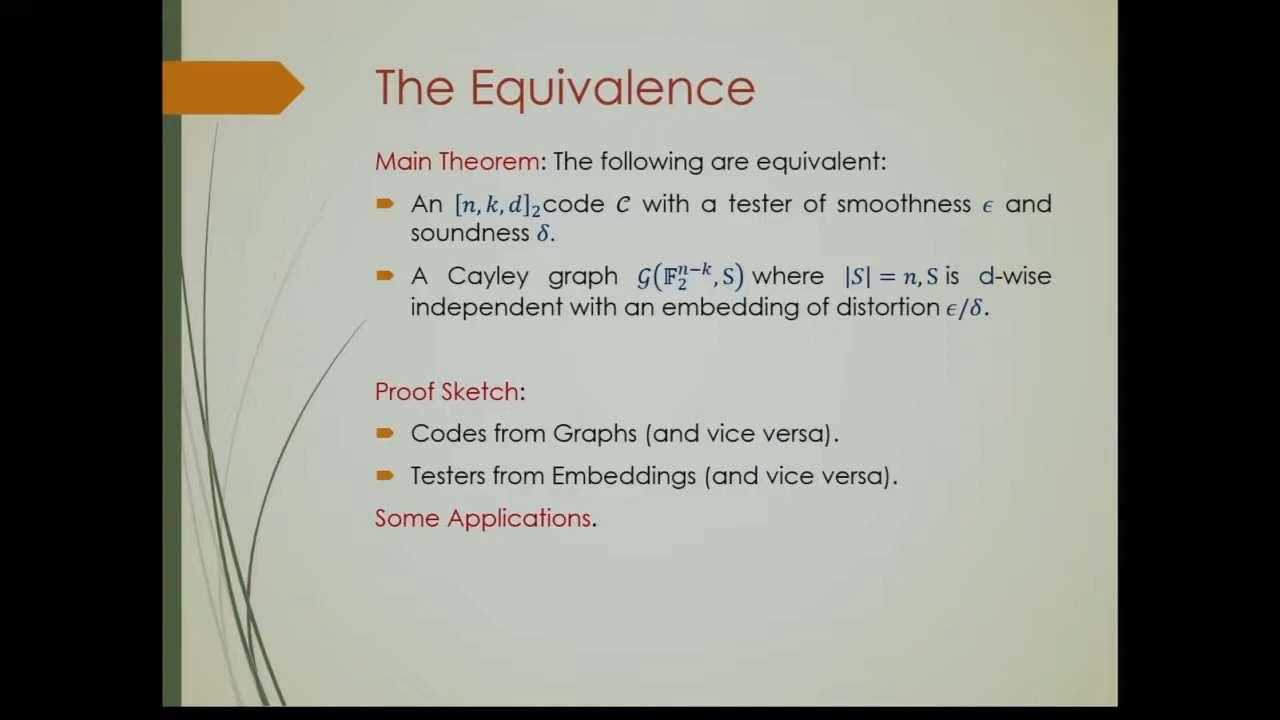 The Equivalence
Main Theorem: The following are equivalent:
An [n, k, d]₂code 𝒞 with a tester of smoothness ϵ and
soundness δ.
A Cayley graph 𝒢(𝔽₂ⁿ⁻ᵏ, S) where |S| = n, S is d-wise
independent with an embedding of distortion ϵ/δ.
Proof Sketch:
Codes from Graphs (and vice versa).
Testers from Embeddings (and vice versa).
Some Applications.